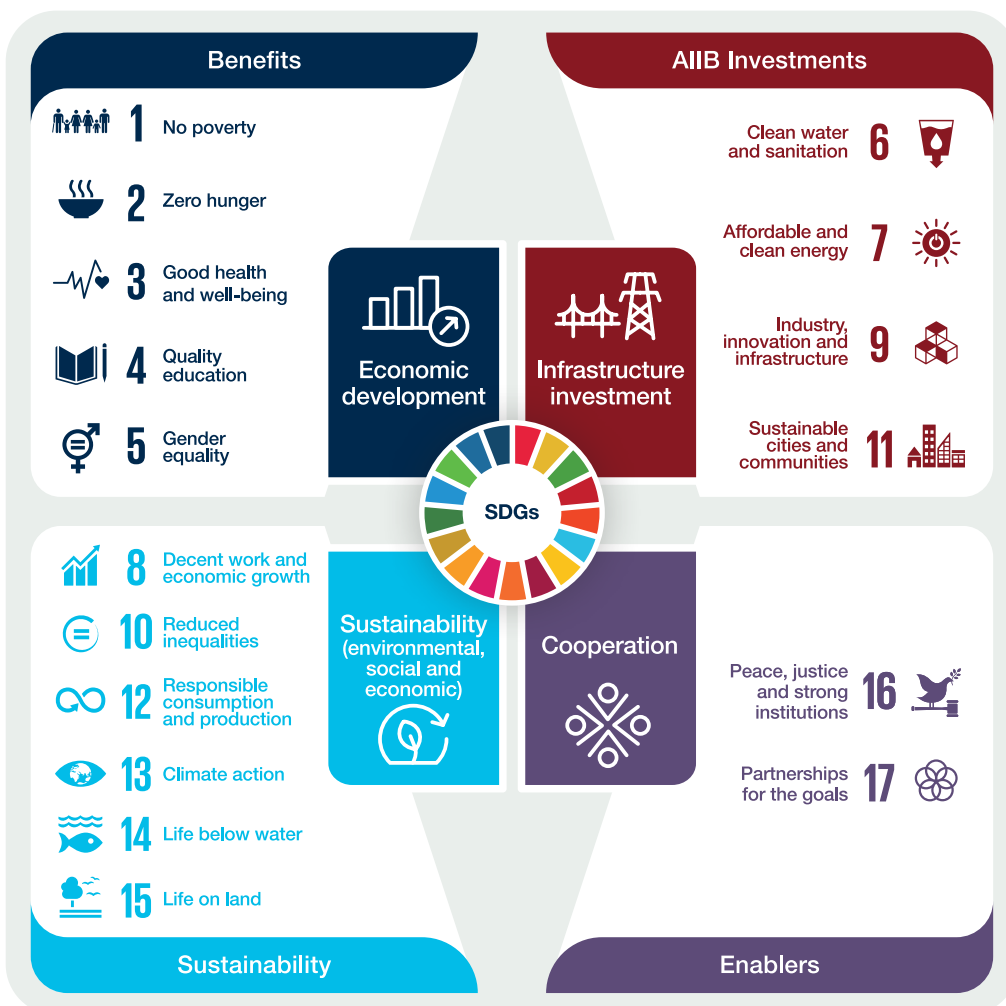 Benefits
1
No poverty
2
Zero hunger
3
Good health
and well-being
4
Quality
education
5
Gender
equality
Economic
development
AIIB Investments
Clean water
and sanitation
6
Affordable and
clean energy
7
Industry,
innovation and
infrastructure
9
Sustainable
cities and
communities
11
Infrastructure
investment
SDGs
8
Decent work and
economic growth
10
Reduced
inequalities
12
Responsible
consumption
and production
13
Climate action
14
Life below water
15
Life on land
Sustainability
(environmental,
social and
economic)
Sustainability
Cooperation
Peace, justice
and strong
institutions
16
Partnerships
for the goals
17
Enablers